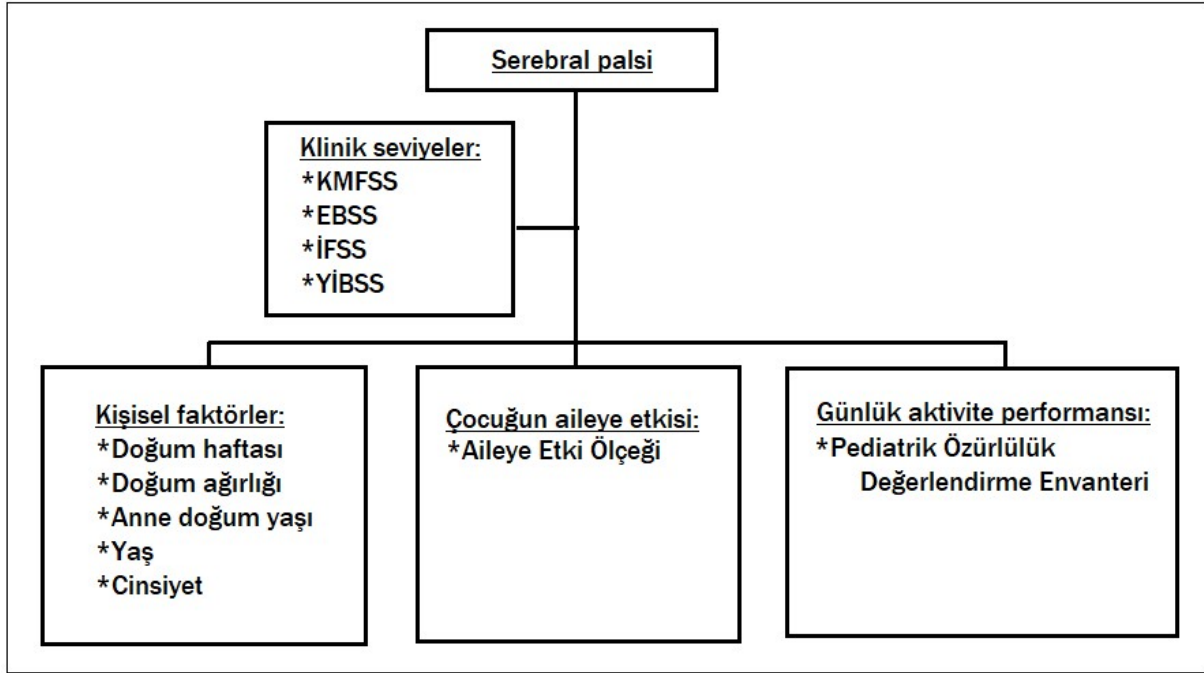 Serebral palsi
Klinik seviyeler:
*KMFSS
*EBSS
*İFSS
*YİBSS
Kişisel faktörler:
*Doğum haftası
*Doğum ağırlığı
*Anne doğum yaşı
*Yaş
*Cinsiyet
Çocuğun aileye etkisi:
*Aileye Etki Ölçeği
Günlük aktivite performansı:
*Pediatrik Özürlülük
Değerlendirme Envanteri